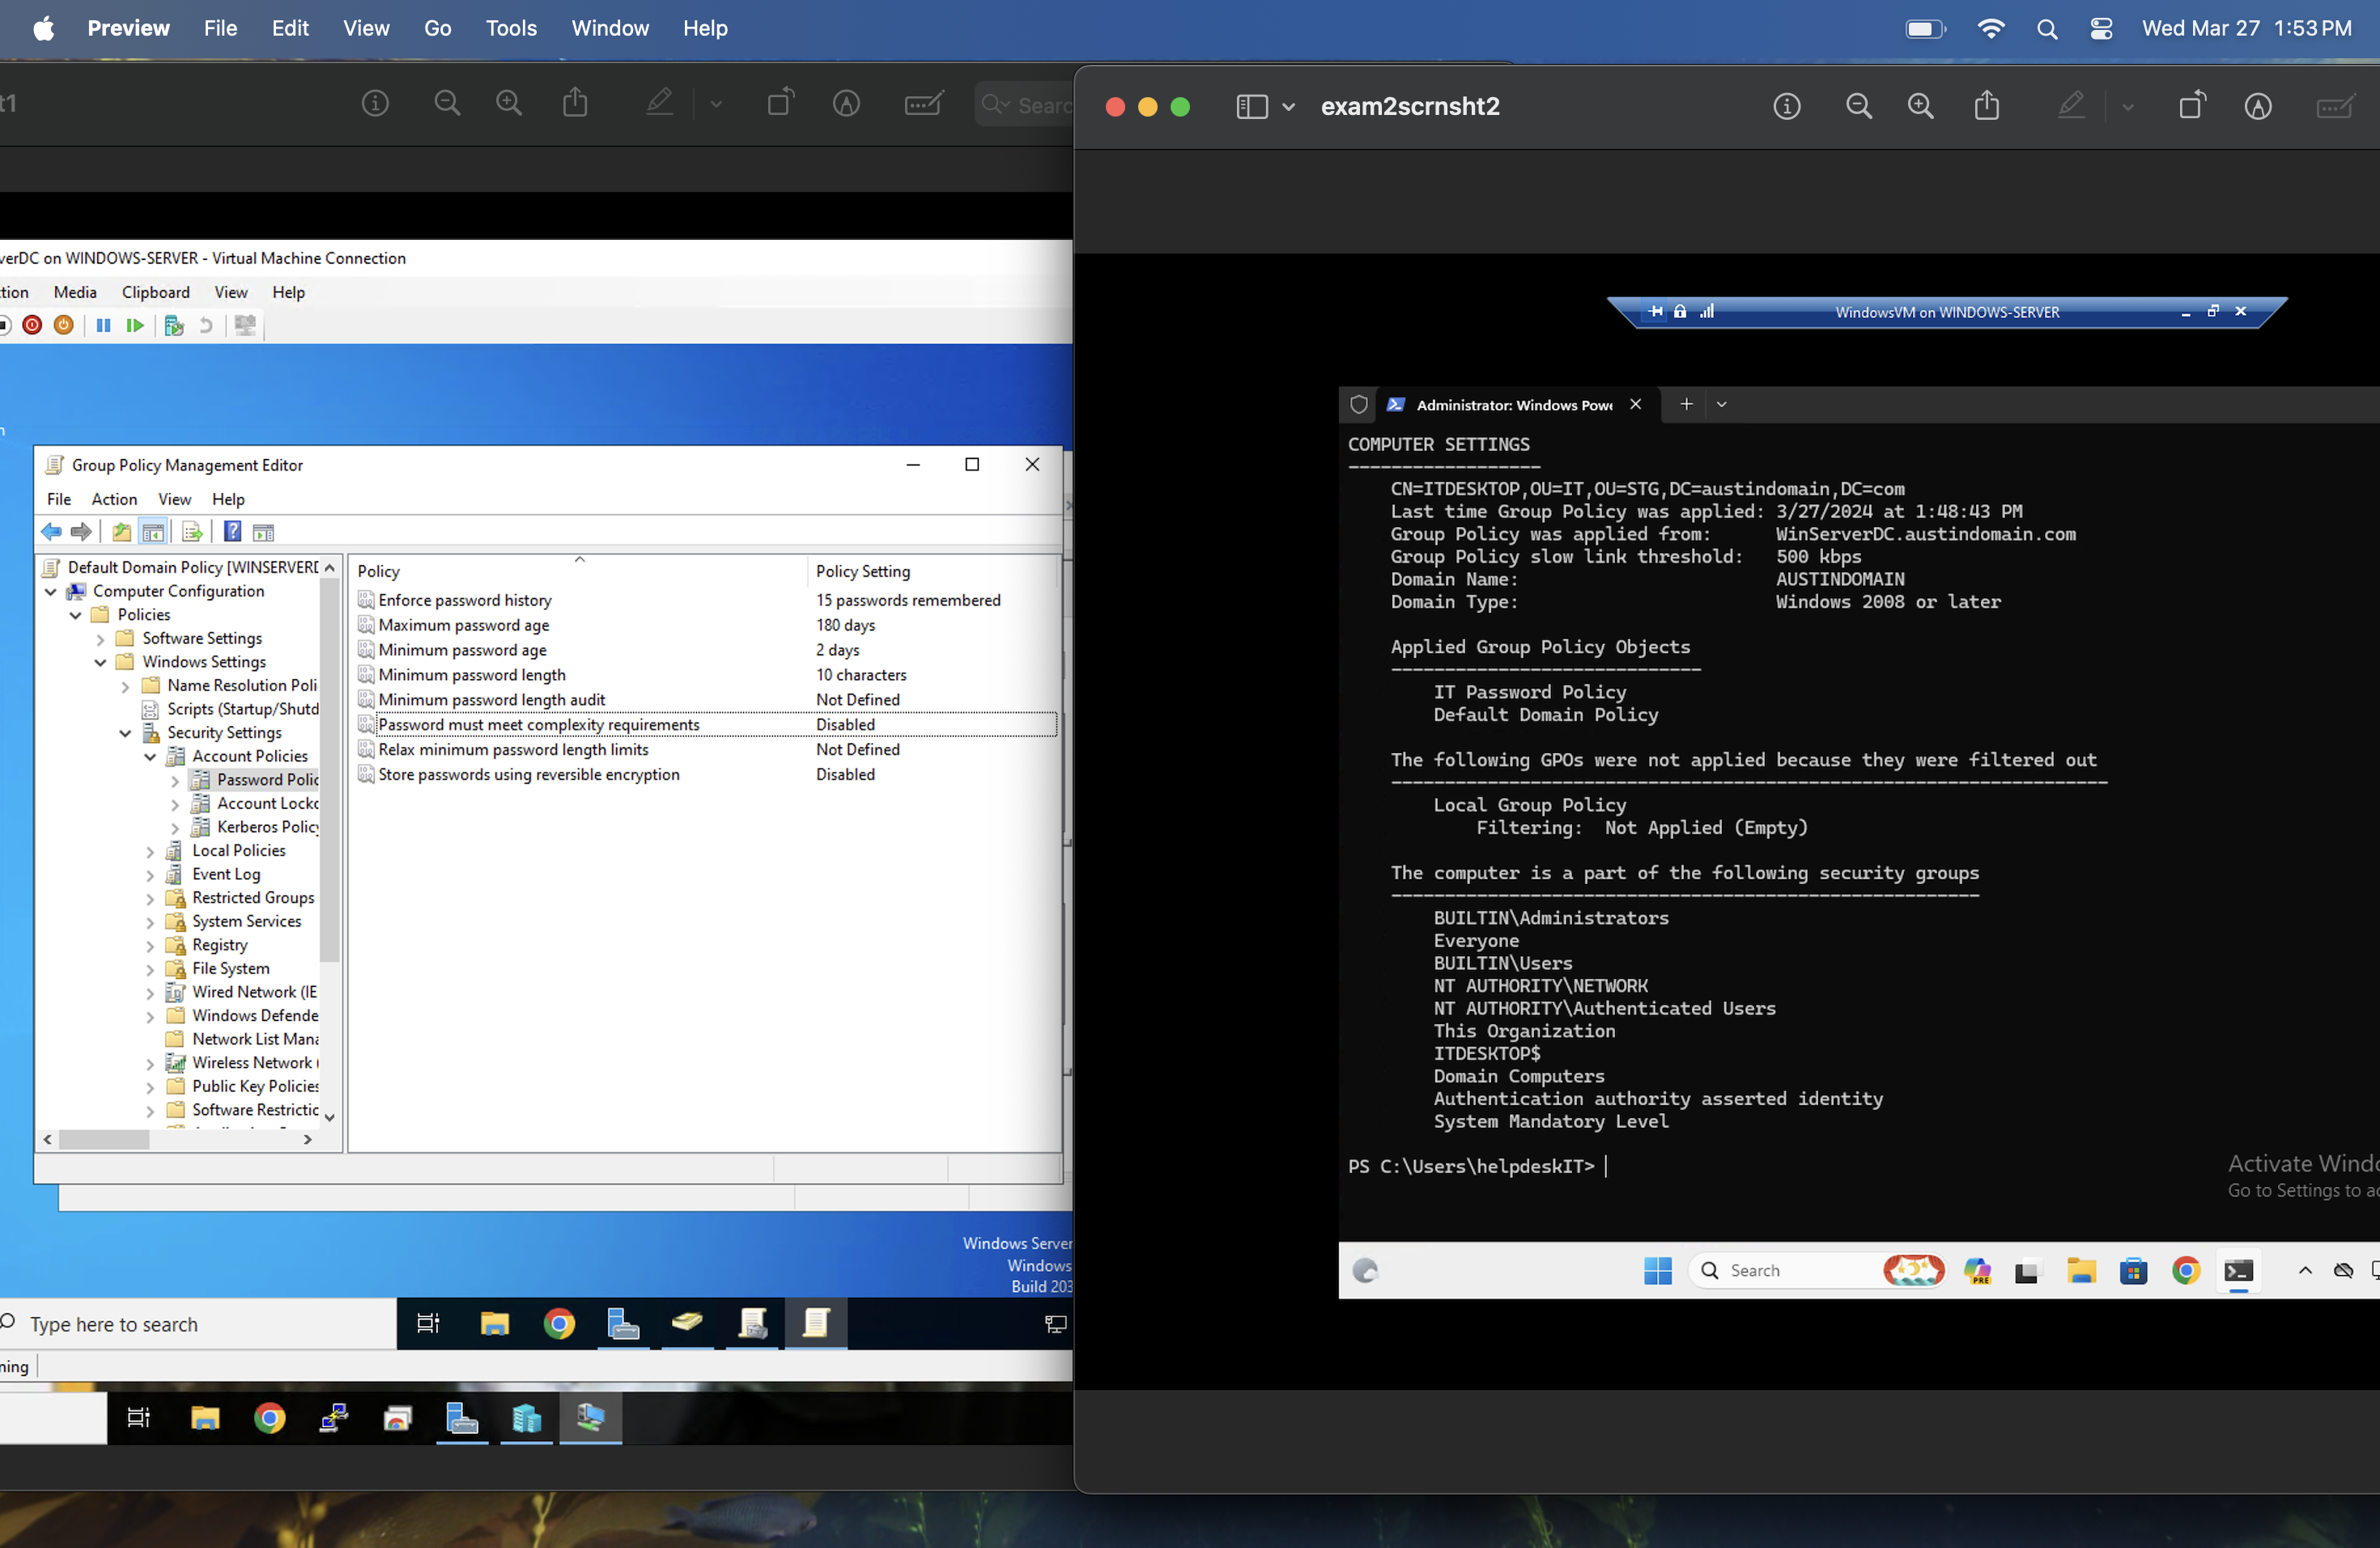 Preview File Edit View Go Tools Window Help
Wed Mar 27 1:53 PM
t1
Searc
exam2scrnsht2
verDC on WINDOWS-SERVER - Virtual Machine Connection
tion Media Clipboard View Help
Group Policy Management Editor
File Action View Help
Default Domain Policy [WINSERVERD
Computer Configuration
Policies
Software Settings
Windows Settings
Name Resolution Poli
Scripts (Startup/Shutd
Security Settings
Account Policies
Password Polic
Account Locko
Kerberos Policy
Local Policies
Event Log
Restricted Groups
System Services
Registry
File System
Wired Network (IE
Windows Defende
Network List Mana
Wireless Network (
Public Key Policies
Software Restrictic
Policy Policy Setting
Enforce password history 15 passwords remembered
Maximum password age 180 days
Minimum password age 2 days
Minimum password length 10 characters
Minimum password length audit Not Defined
Password must meet complexity requirements Disabled
Relax minimum password length limits Not Defined
Store passwords using reversible encryption Disabled
Windows Server
Windows
Build 203
Type here to search
ning
WindowsVM on WINDOWS-SERVER
Administrator: Windows Powe
COMPUTER SETTINGS
------------------
CN=ITDESKTOP,OU=IT,OU=STG,DC=austindomain,DC=com
Last time Group Policy was applied: 3/27/2024 at 1:48:43 PM
Group Policy was applied from: WinServerDC.austindomain.com
Group Policy slow link threshold: 500 kbps
Domain Name: AUSTINDOMAIN
Domain Type: Windows 2008 or later
Applied Group Policy Objects
-----------------------------
IT Password Policy
Default Domain Policy
The following GPOs were not applied because they were filtered out
-------------------------------------------------------------------
Local Group Policy
Filtering: Not Applied (Empty)
The computer is a part of the following security groups
-------------------------------------------------------
BUILTIN\Administrators
Everyone
BUILTIN\Users
NT AUTHORITY\NETWORK
NT AUTHORITY\Authenticated Users
This Organization
ITDESKTOP$
Domain Computers
Authentication authority asserted identity
System Mandatory Level
PS C:\Users\helpdeskIT>
Activate Windo
Go to Settings to ac
Search
PRE